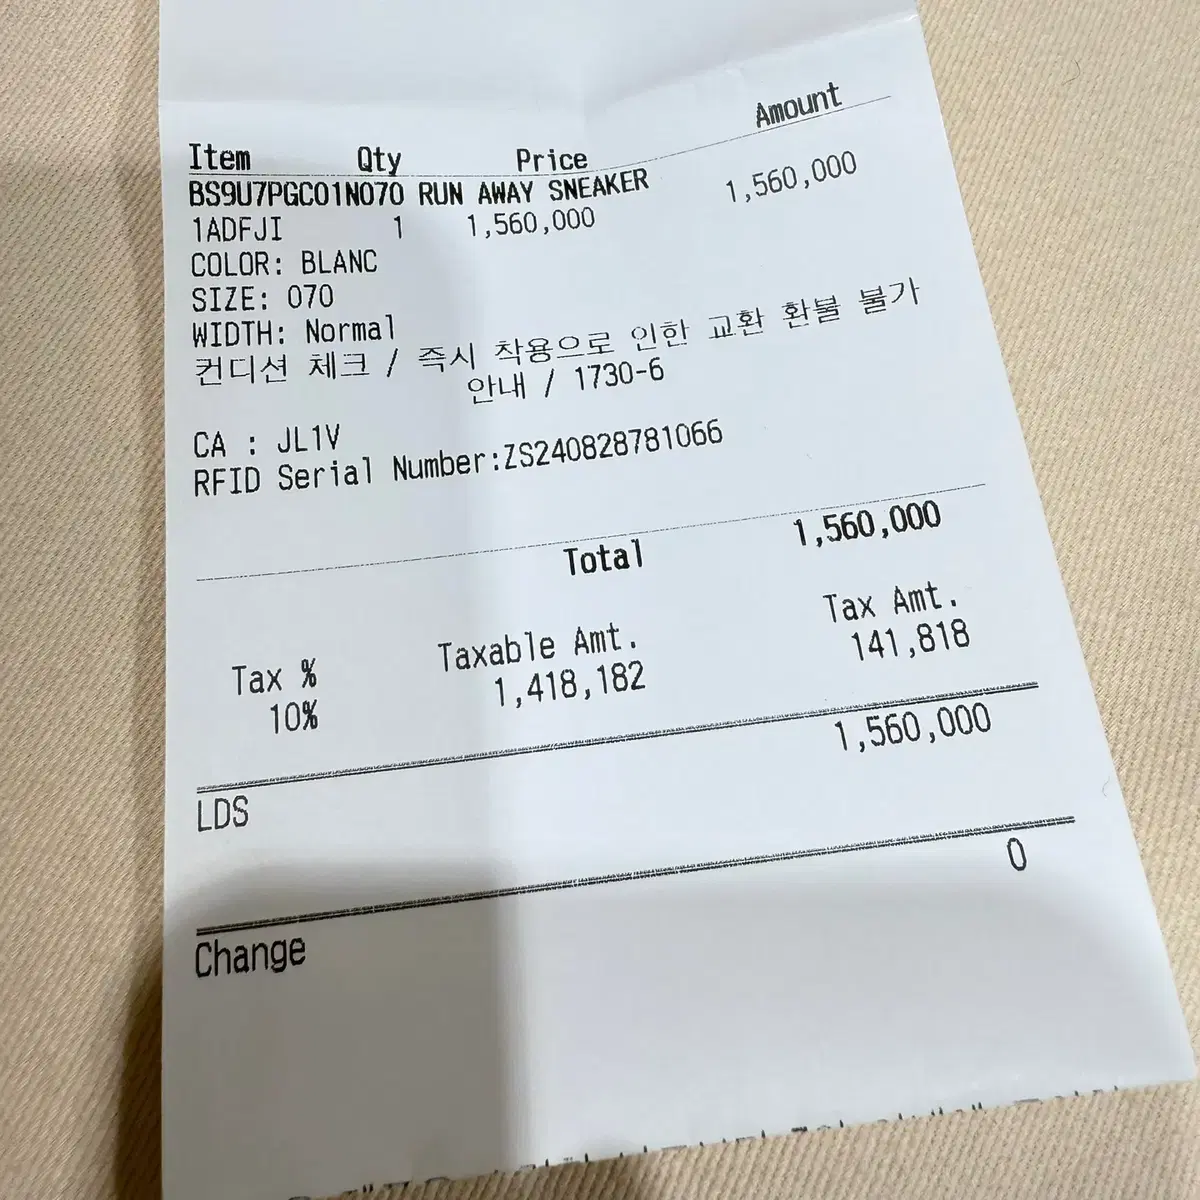 Item Qty Price Amount
BS9U7PGC01N070 RUN AWAY SNEAKER
1ADFJI 1 1,560,000 1,560,000
COLOR: BLANC
SIZE: 070
WIDTH: Normal
컨디션 체크 / 즉시 착용으로 인한 교환 환불 불가
안내 / 1730-6
CA : JL1V
RFID Serial Number:ZS240828781066
Total 1,560,000
Tax % Taxable Amt. Tax Amt.
10% 1,418,182 141,818
LDS 1,560,000
Change 0